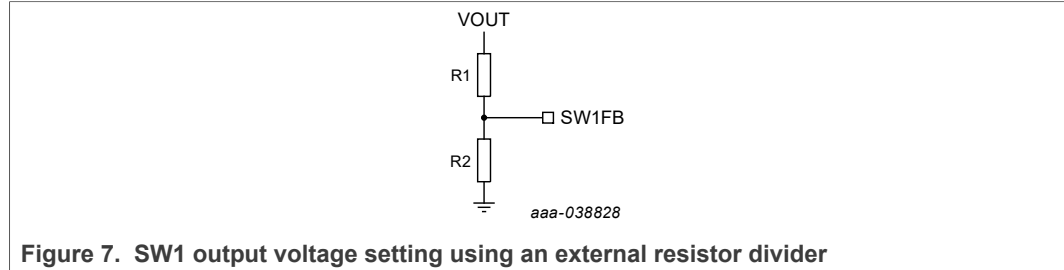 VOUT
R1
SW1FB
R2
aaa-038828
Figure 7. SW1 output voltage setting using an external resistor divider